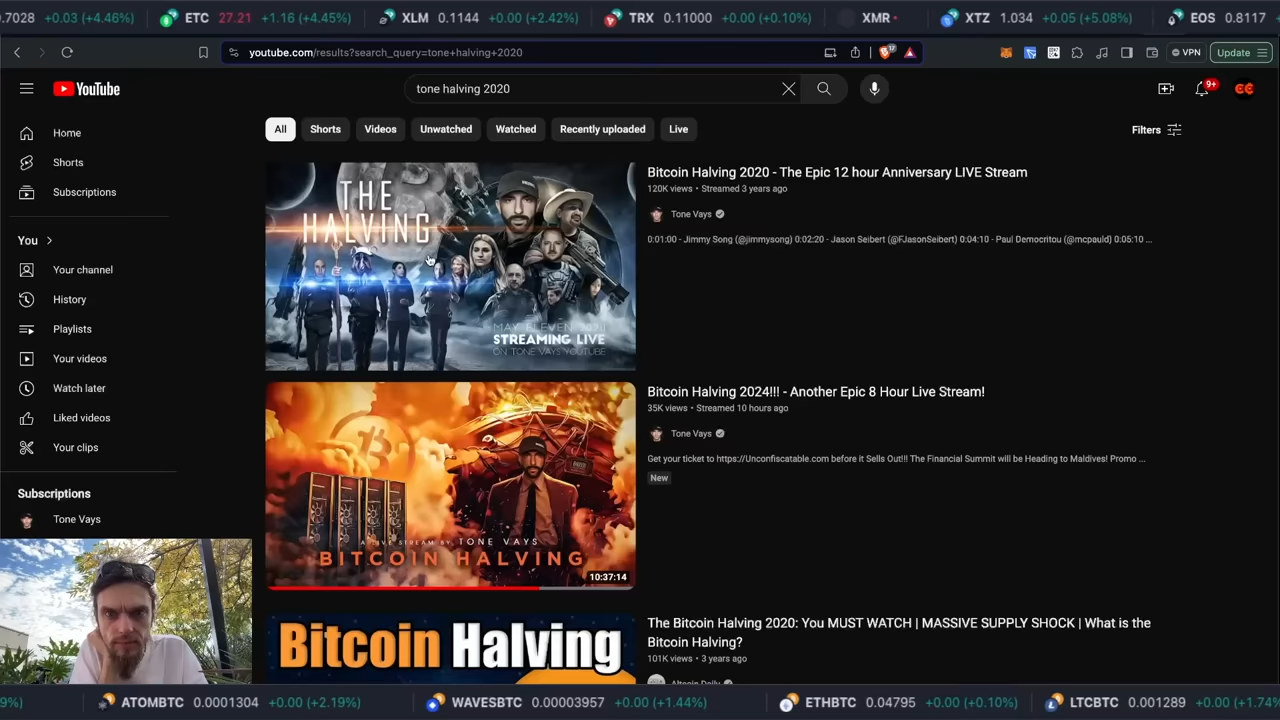 .7028 +0.03 (+4.46%) ETC 27.21 +1.16 (+4.45%) XLM 0.1144 +0.00 (+2.42%) TRX 0.11000 +0.00 (+0.10%) XMR XTZ 1.034 +0.05 (+5.08%) EOS 0.8117
youtube.com/results?search_query=tone+halving+2020 VPN Update
YouTube tone halving 2020 9+
All Shorts Videos Unwatched Watched Recently uploaded Live Filters
Home
Shorts
Subscriptions
You
Your channel
History
Playlists
Your videos
Watch later
Liked videos
Your clips
Subscriptions
Tone Vays
THE
HALVING
MAY ELEVEN 2020
STREAMING LIVE
ON TONE VAYS YOUTUBE
Bitcoin Halving 2020 - The Epic 12 hour Anniversary LIVE Stream
120K views • Streamed 3 years ago
Tone Vays
0:01:00 - Jimmy Song (@jimmysong) 0:02:20 - Jason Seibert (@FJasonSeibert) 0:04:10 - Paul Democritou (@mcpauld) 0:05:10 ...
A LIVE STREAM BY TONE VAYS
BITCOIN HALVING
10:37:14
Bitcoin Halving 2024!!! - Another Epic 8 Hour Live Stream!
35K views • Streamed 10 hours ago
Tone Vays
Get your ticket to https://Unconfiscatable.com before it Sells Out!!! The Financial Summit will be Heading to Maldives! Promo ...
New
Bitcoin Halving
The Bitcoin Halving 2020: You MUST WATCH | MASSIVE SUPPLY SHOCK | What is the
Bitcoin Halving?
101K views • 3 years ago
Altcoin Daily
9%) ATOMBTC 0.0001304 +0.00 (+2.19%) WAVESBTC 0.00003957 +0.00 (+1.44%) ETHBTC 0.04795 +0.00 (+0.10%) LTCBTC 0.001289 +0.00 (+1.74%